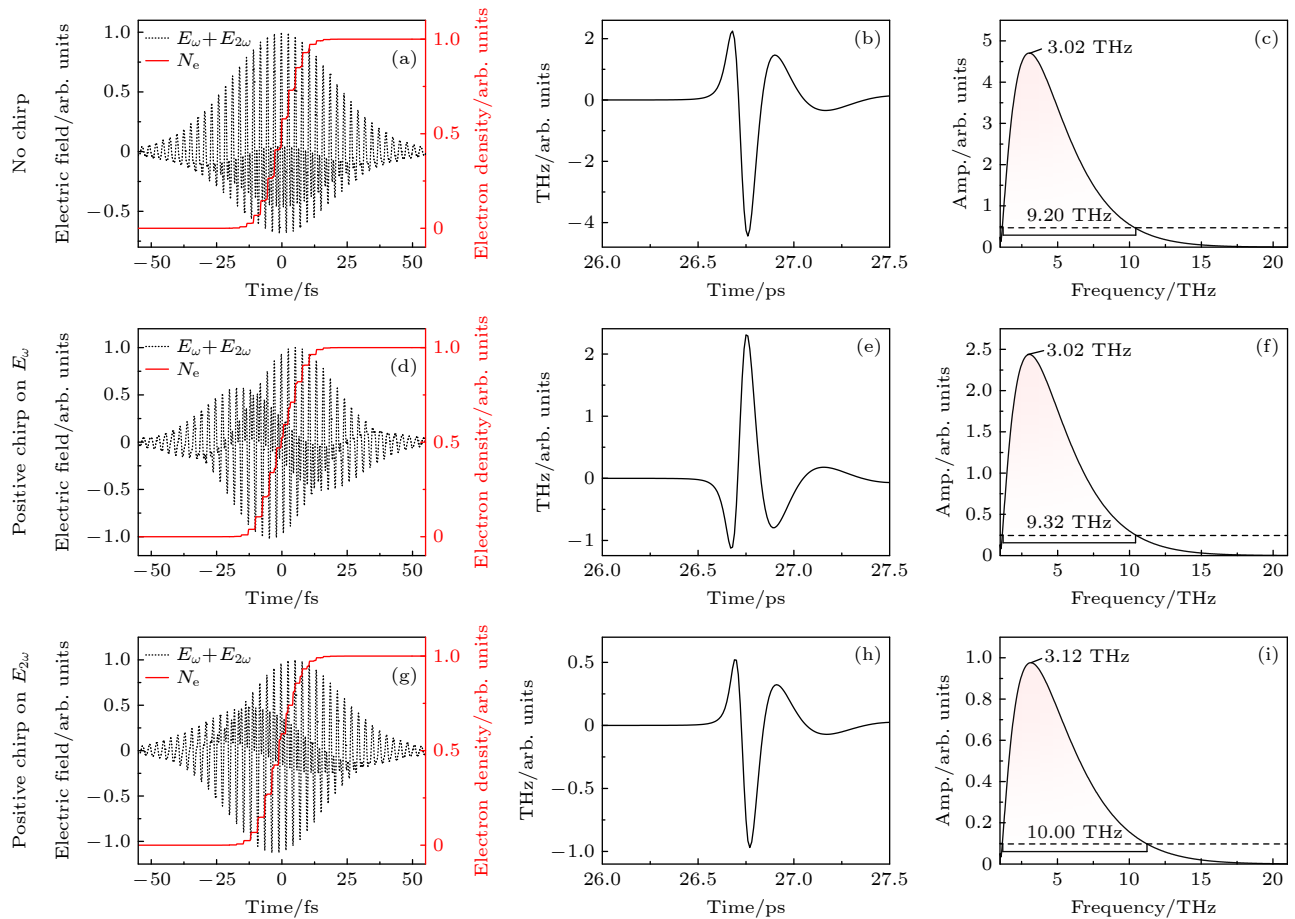 No chirp
Electric field/arb. units
1.0
0.5
0
−0.5
−50
−25
0
25
50
Time/fs
Eω+E2ω
Ne
(a)
1.0
0.5
0
Electron density/arb. units
THz/arb. units
2
0
−2
−4
26.0
26.5
27.0
27.5
Time/ps
(b)
Amp./arb. units
5
4
3
2
1
0
5
10
15
20
Frequency/THz
3.02 THz
9.20 THz
(c)
Positive chirp on Eω
Electric field/arb. units
1.0
0.5
0
−0.5
−1.0
−50
−25
0
25
50
Time/fs
Eω+E2ω
Ne
(d)
1.0
0.5
0
Electron density/arb. units
THz/arb. units
2
1
0
−1
26.0
26.5
27.0
27.5
Time/ps
(e)
Amp./arb. units
2.5
2.0
1.5
1.0
0.5
0
5
10
15
20
Frequency/THz
3.02 THz
9.32 THz
(f)
Positive chirp on E2ω
Electric field/arb. units
1.0
0.5
0
−0.5
−1.0
−50
−25
0
25
50
Time/fs
Eω+E2ω
Ne
(g)
1.0
0.5
0
Electron density/arb. units
THz/arb. units
0.5
0
−0.5
−1.0
26.0
26.5
27.0
27.5
Time/ps
(h)
Amp./arb. units
1.0
0.8
0.6
0.4
0.2
0
5
10
15
20
Frequency/THz
3.12 THz
10.00 THz
(i)